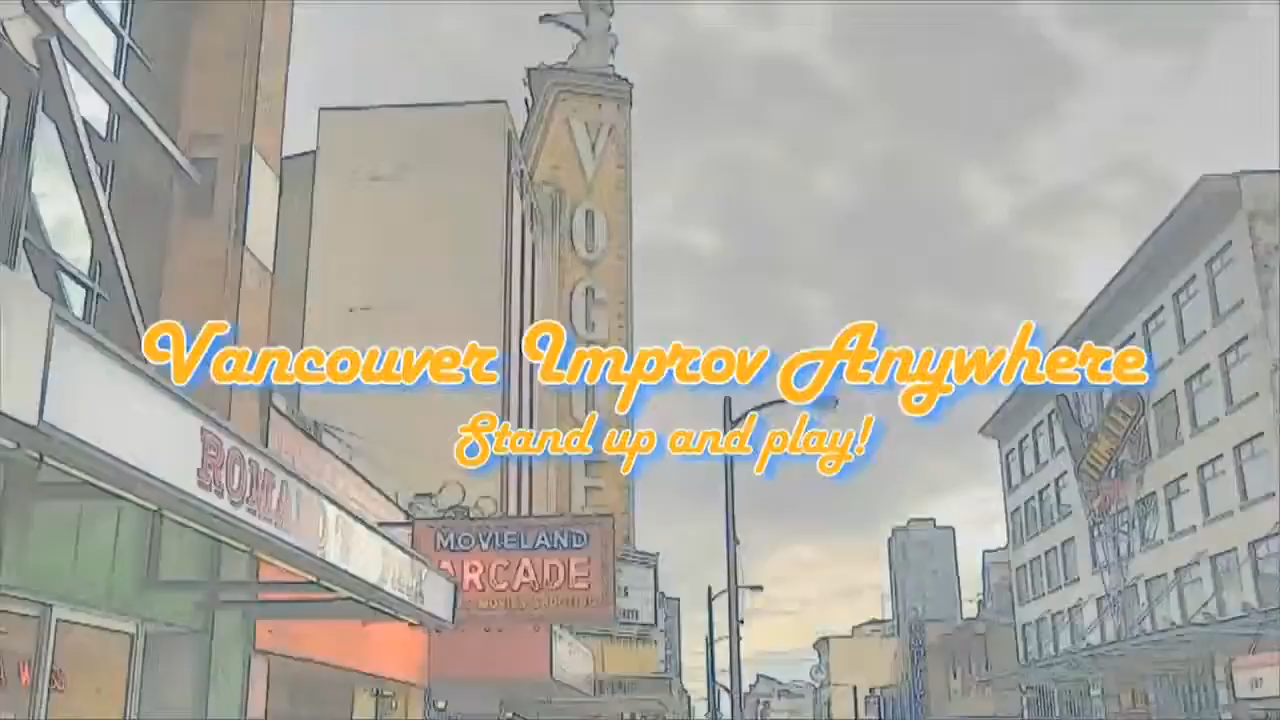 VOGUE
Vancouver Improv Anywhere
Stand up and play!
ROMA
MOVIELAND
ARCADE